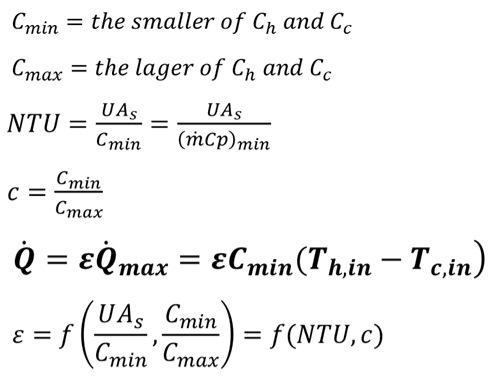 C_min = the smaller of C_h and C_c
C_max = the lager of C_h and C_c
NTU = UA_s / C_min = UA_s / (ṁCp)_min
c = C_min / C_max
Q̇ = εQ̇_max = εC_min(T_h,in − T_c,in)
ε = f(UA_s / C_min, C_min / C_max) = f(NTU, c)